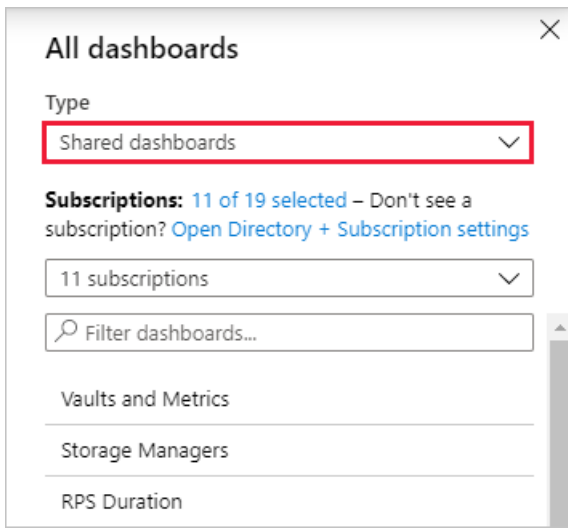 All dashboards
Type
Shared dashboards
Subscriptions: 11 of 19 selected – Don't see a
subscription? Open Directory + Subscription settings
11 subscriptions
Filter dashboards...
Vaults and Metrics
Storage Managers
RPS Duration